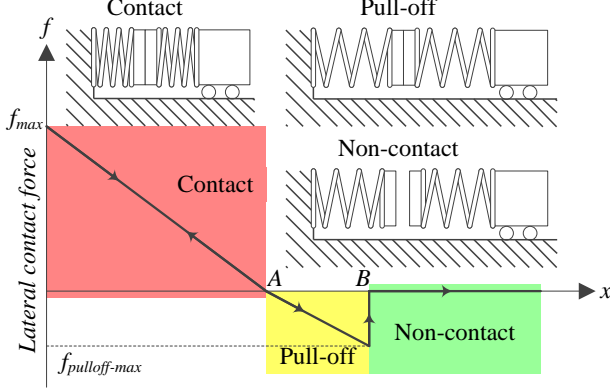 Contact
Pull-off
f
f_max
Contact
Non-contact
Lateral contact force
A
B
x
Non-contact
Pull-off
f_pulloff-max